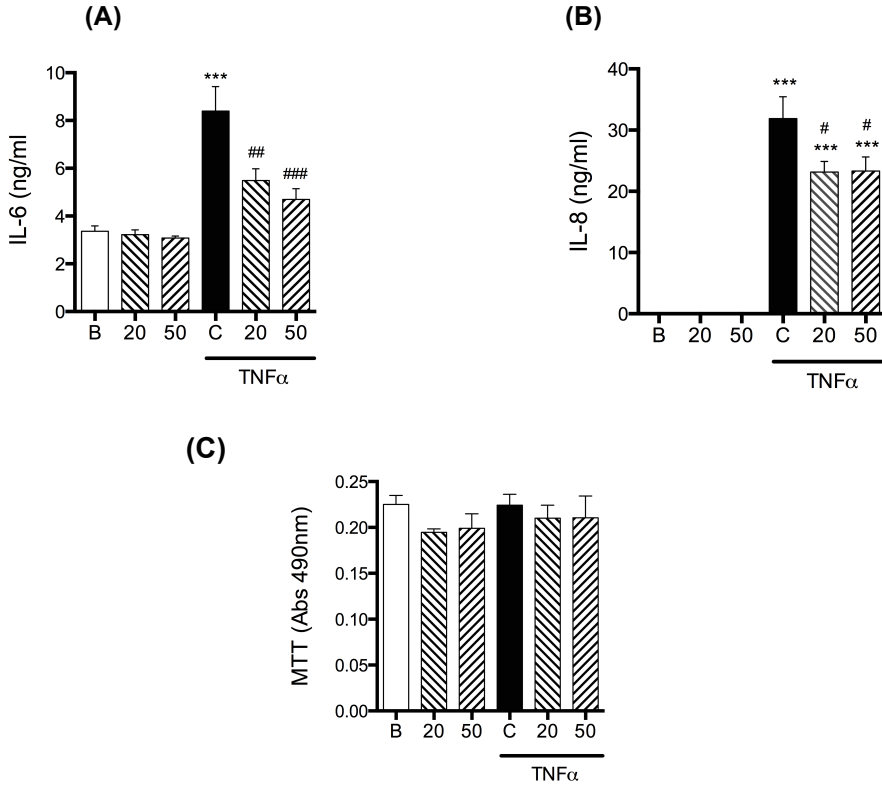 (A)
IL-6 (ng/ml)
10
8
6
4
2
0
***
##
###
B 20 50 C 20 50
TNFα
(B)
IL-8 (ng/ml)
40
30
20
10
0
***
# #
*** ***
B 20 50 C 20 50
TNFα
(C)
MTT (Abs 490nm)
0.25
0.20
0.15
0.10
0.05
0.00
B 20 50 C 20 50
TNFα